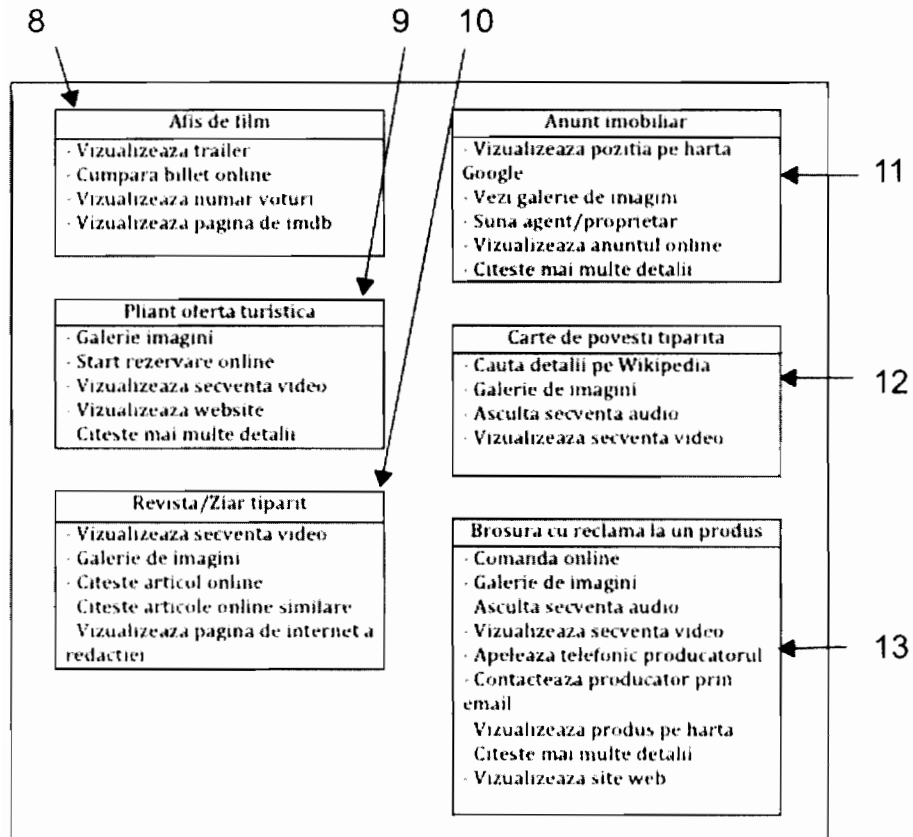 8
9
10
Afis de film
- Vizualizeaza trailer
- Cumpara billet online
- Vizualizeaza numar voturi
- Vizualizeaza pagina de imdb
Pliant oferta turistica
- Galerie imagini
- Start rezervare online
- Vizualizeaza secventa video
- Vizualizeaza website
Citeste mai multe detalii
Revista/Ziar tiparit
- Vizualizeaza secventa video
- Galerie de imagini
- Citeste articol online
Citeste articole online similare
Vizualizeaza pagina de internet a
redactiei
Anunt imobiliar
- Vizualizeaza pozitia pe harta
Google
- Vezi galerie de imagini
- Suna agent/proprietar
- Vizualizeaza anuntul online
- Citeste mai multe detalii
11
Carte de povesti tiparita
- Cauta detalii pe Wikipedia
- Galerie de imagini
- Asculta secventa audio
- Vizualizeaza secventa video
12
Brosura cu reclama la un produs
- Comanda online
- Galerie de imagini
Asculta secventa audio
- Vizualizeaza secventa video
- Apeleaza telefonic producatorul
- Contacteaza producator prin
email
Vizualizeaza produs pe harta
Citeste mai multe detalii
- Vizualizeaza site web
13